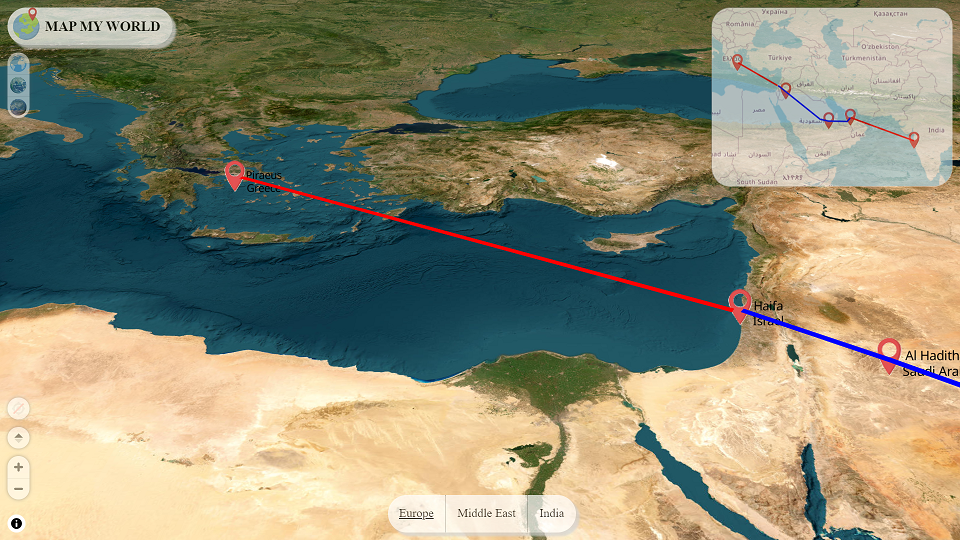 MAP MY WORLD
Україна
Қазақстан
România
O'zbekiston
Türkiye
Turkmenistan
العراق
ایران
افغانستان
پاکستان
مصر
السعودية
India
عمان
السودان
اليمن
South Sudan
Piraeus
Greece
Haifa
Israel
Al Hadith
Saudi Ara
Europe
Middle East
India